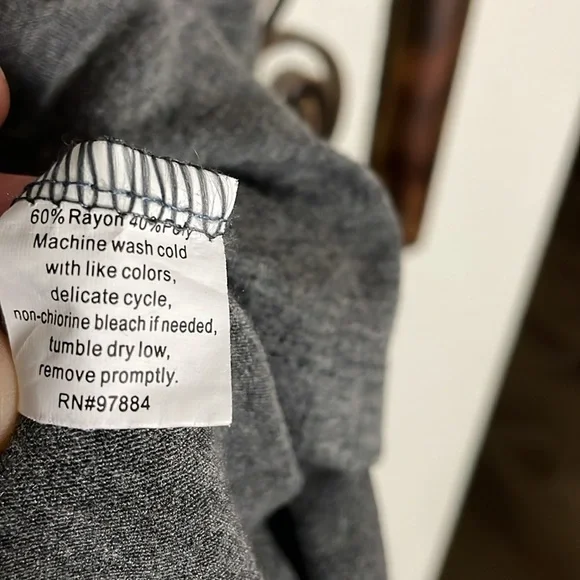 60% Rayon 40% Poly
Machine wash cold
with like colors,
delicate cycle,
non-chiorine bleach if needed,
tumble dry low,
remove promptly.
RN#97884